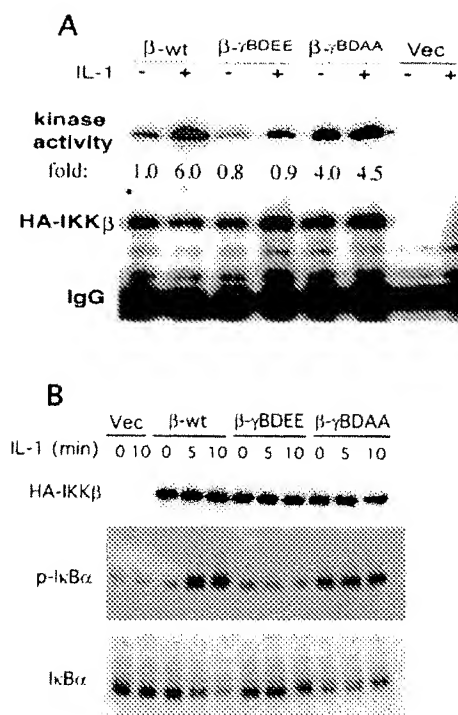 A
β-wt β-γBDEE β-γBDAA Vec
IL-1 - + - + - + - +
kinase activity
fold: 1.0 6.0 0.8 0.9 4.0 4.5
HA-IKKβ
IgG
B
Vec β-wt β-γBDEE β-γBDAA
IL-1 (min) 0 10 0 5 10 0 5 10 0 5 10
HA-IKKβ
p-IκBα
IκBα